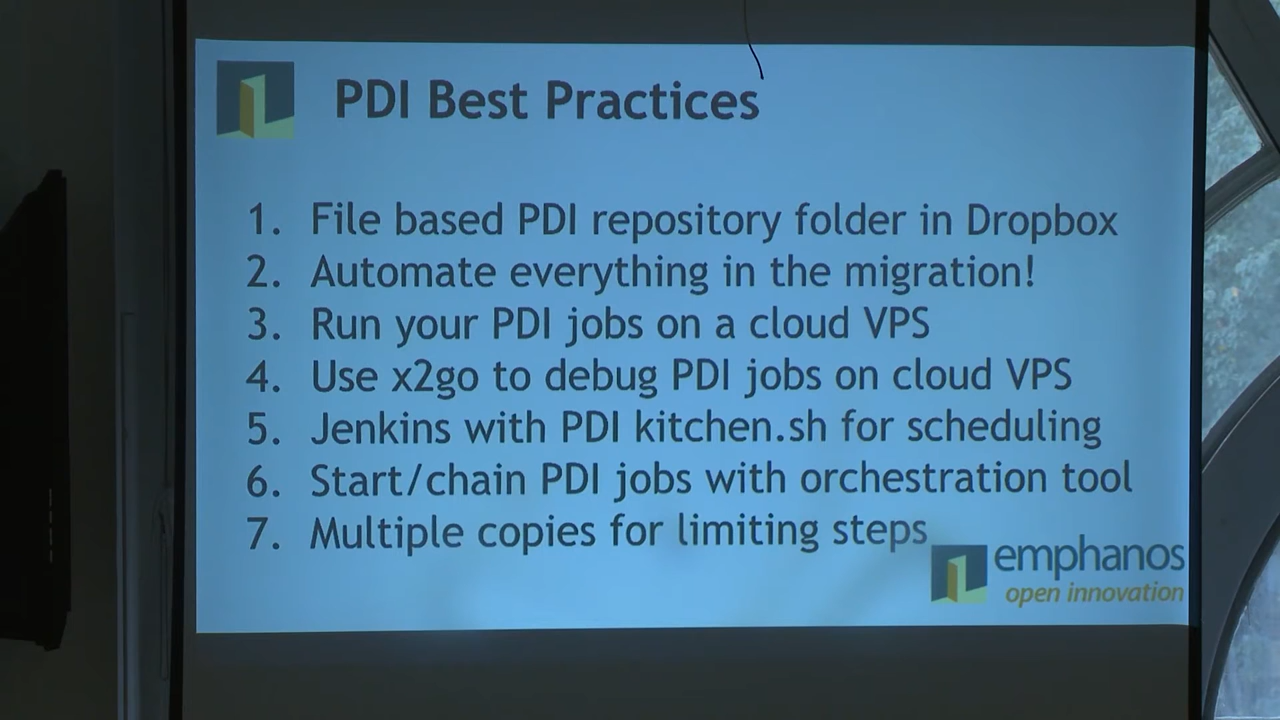 PDI Best Practices
1. File based PDI repository folder in Dropbox
2. Automate everything in the migration!
3. Run your PDI jobs on a cloud VPS
4. Use x2go to debug PDI jobs on cloud VPS
5. Jenkins with PDI kitchen.sh for scheduling
6. Start/chain PDI jobs with orchestration tool
7. Multiple copies for limiting steps
emphanos
open innovation